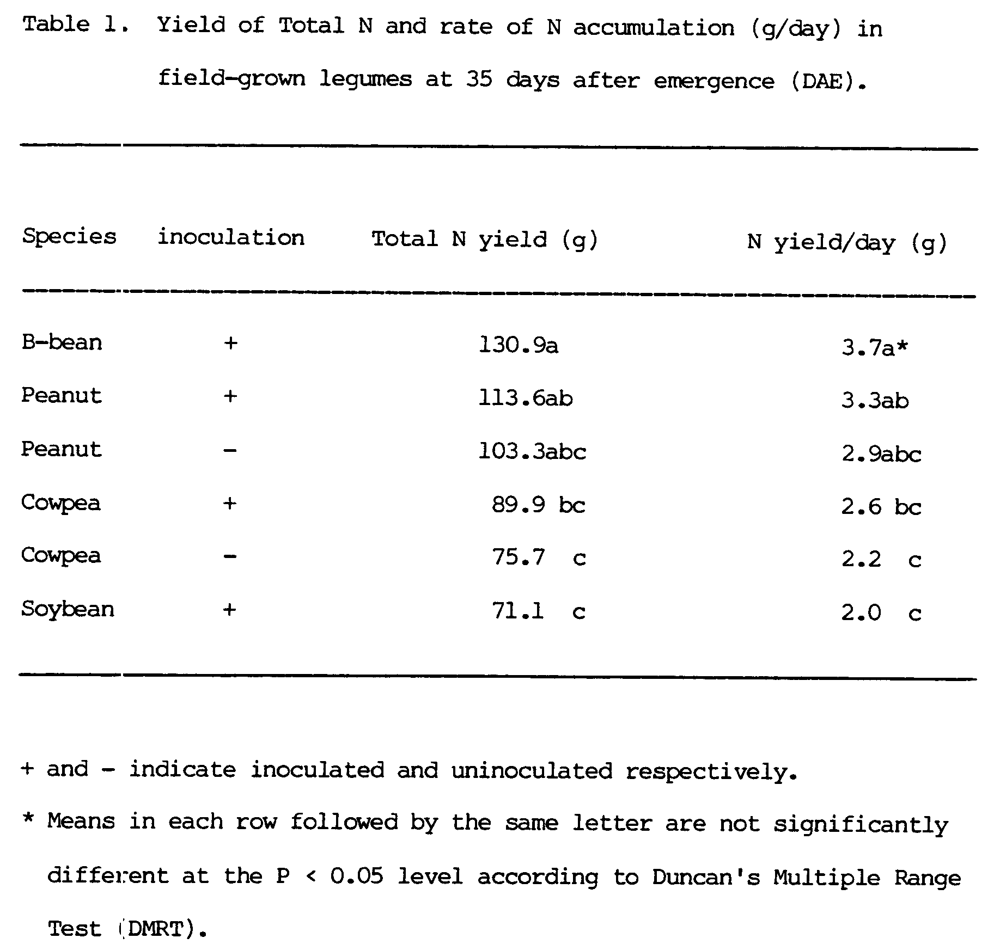 Table 1. Yield of Total N and rate of N accumulation (g/day) in
field-grown legumes at 35 days after emergence (DAE).
Species inoculation Total N yield (g) N yield/day (g)
B-bean + 130.9a 3.7a*
Peanut + 113.6ab 3.3ab
Peanut - 103.3abc 2.9abc
Cowpea + 89.9 bc 2.6 bc
Cowpea - 75.7 c 2.2 c
Soybean + 71.1 c 2.0 c
+ and - indicate inoculated and uninoculated respectively.
* Means in each row followed by the same letter are not significantly
different at the P < 0.05 level according to Duncan's Multiple Range
Test (DMRT).